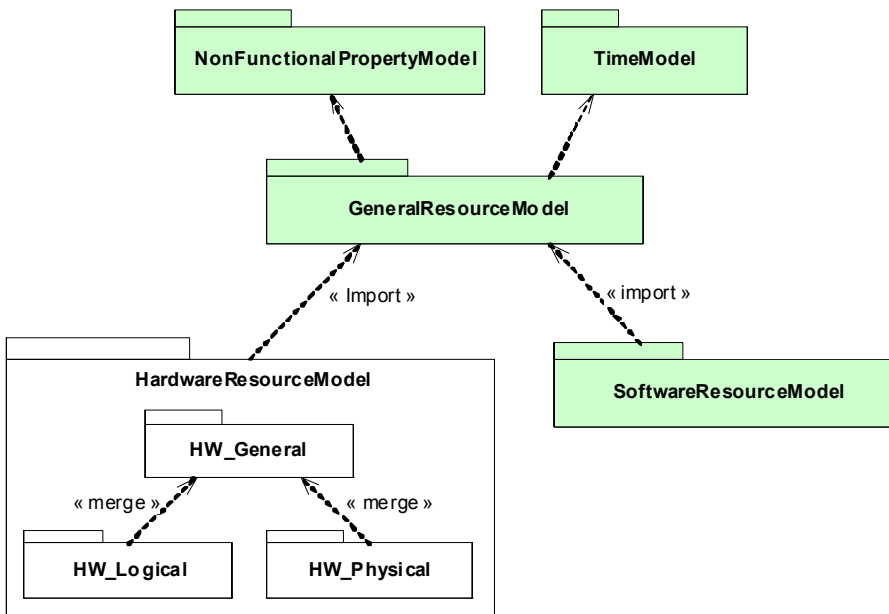 NonFunctionalPropertyModel
TimeModel
GeneralResourceModel
« Import »
« import »
HardwareResourceModel
SoftwareResourceModel
HW_General
« merge »
« merge »
HW_Logical
HW_Physical